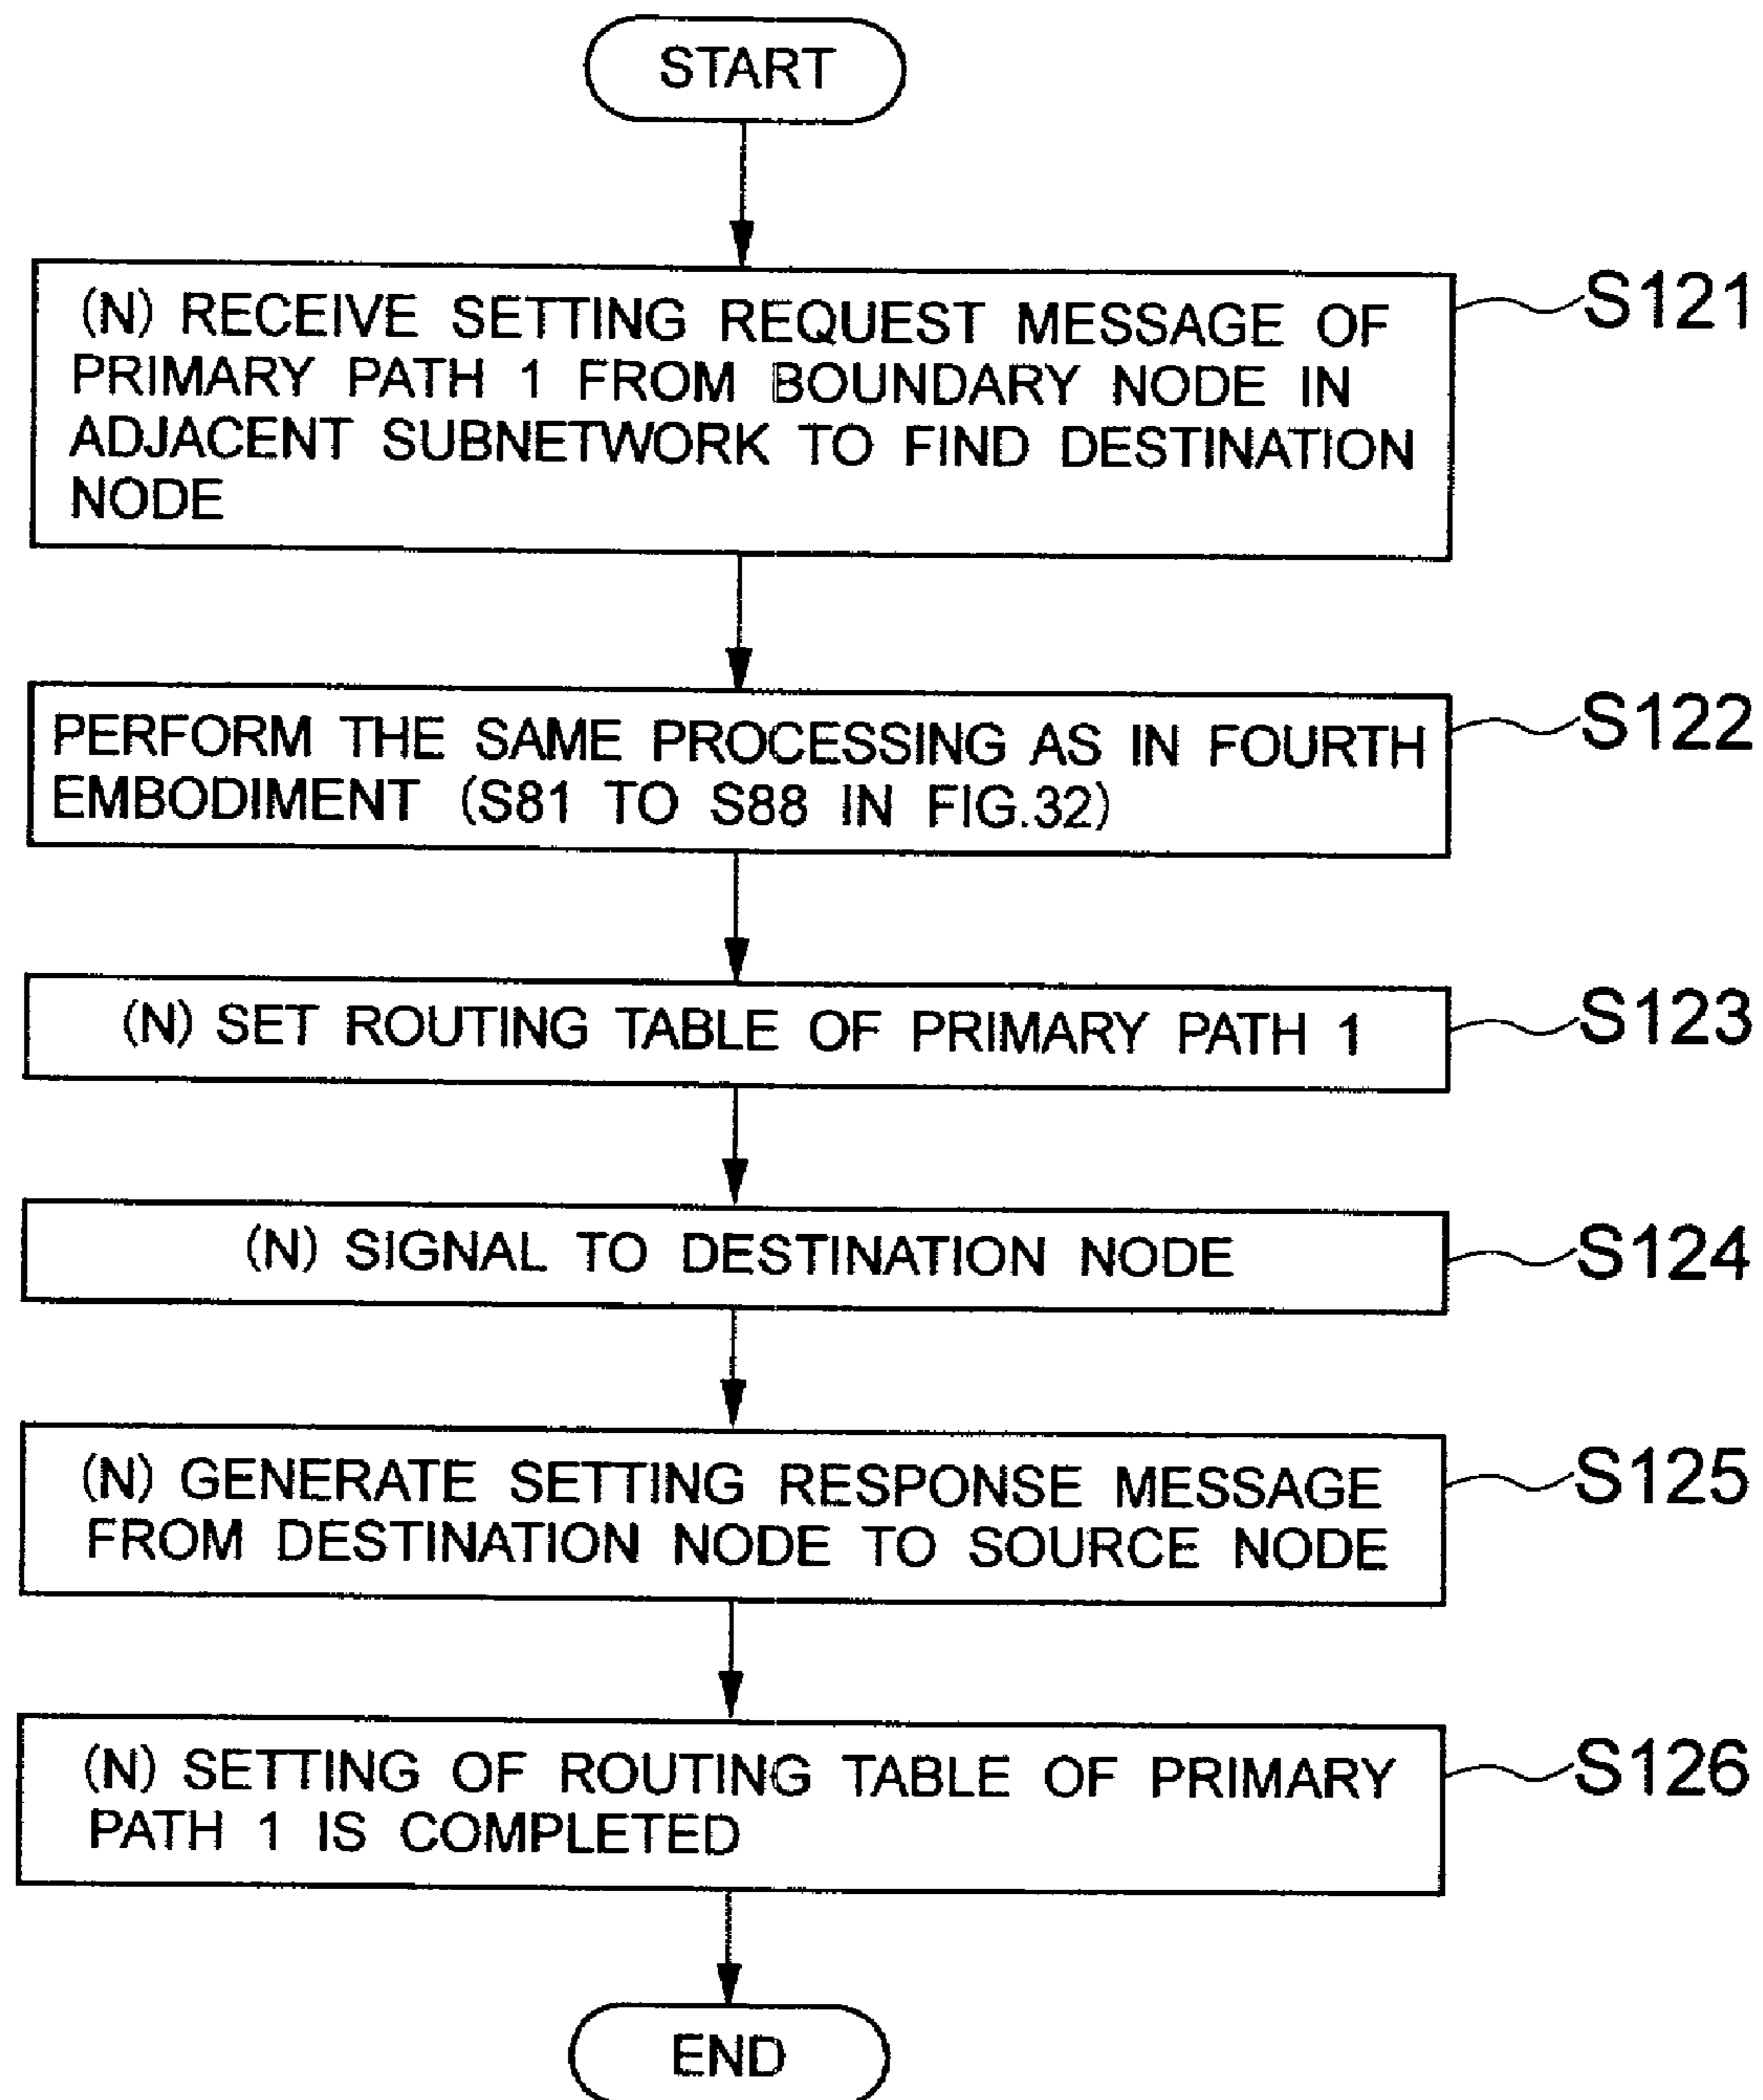 START
(N) RECEIVE SETTING REQUEST MESSAGE OF
PRIMARY PATH 1 FROM BOUNDARY NODE IN
ADJACENT SUBNETWORK TO FIND DESTINATION
NODE
S121
PERFORM THE SAME PROCESSING AS IN FOURTH
EMBODIMENT (S81 TO S88 IN FIG.32)
S122
(N) SET ROUTING TABLE OF PRIMARY PATH 1
S123
(N) SIGNAL TO DESTINATION NODE
S124
(N) GENERATE SETTING RESPONSE MESSAGE
FROM DESTINATION NODE TO SOURCE NODE
S125
(N) SETTING OF ROUTING TABLE OF PRIMARY
PATH 1 IS COMPLETED
S126
END